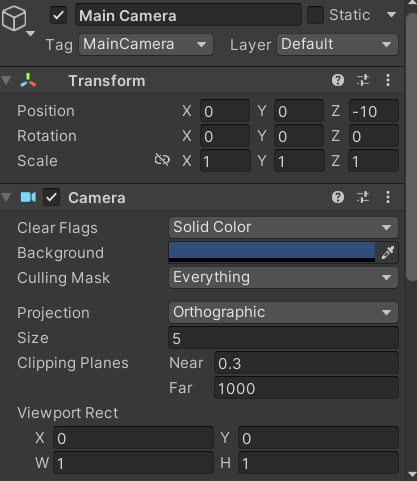 Main Camera Static
Tag MainCamera Layer Default
Transform
Position X 0 Y 0 Z -10
Rotation X 0 Y 0 Z 0
Scale X 1 Y 1 Z 1
Camera
Clear Flags Solid Color
Background
Culling Mask Everything
Projection Orthographic
Size 5
Clipping Planes Near 0.3
Far 1000
Viewport Rect
X 0 Y 0
W 1 H 1